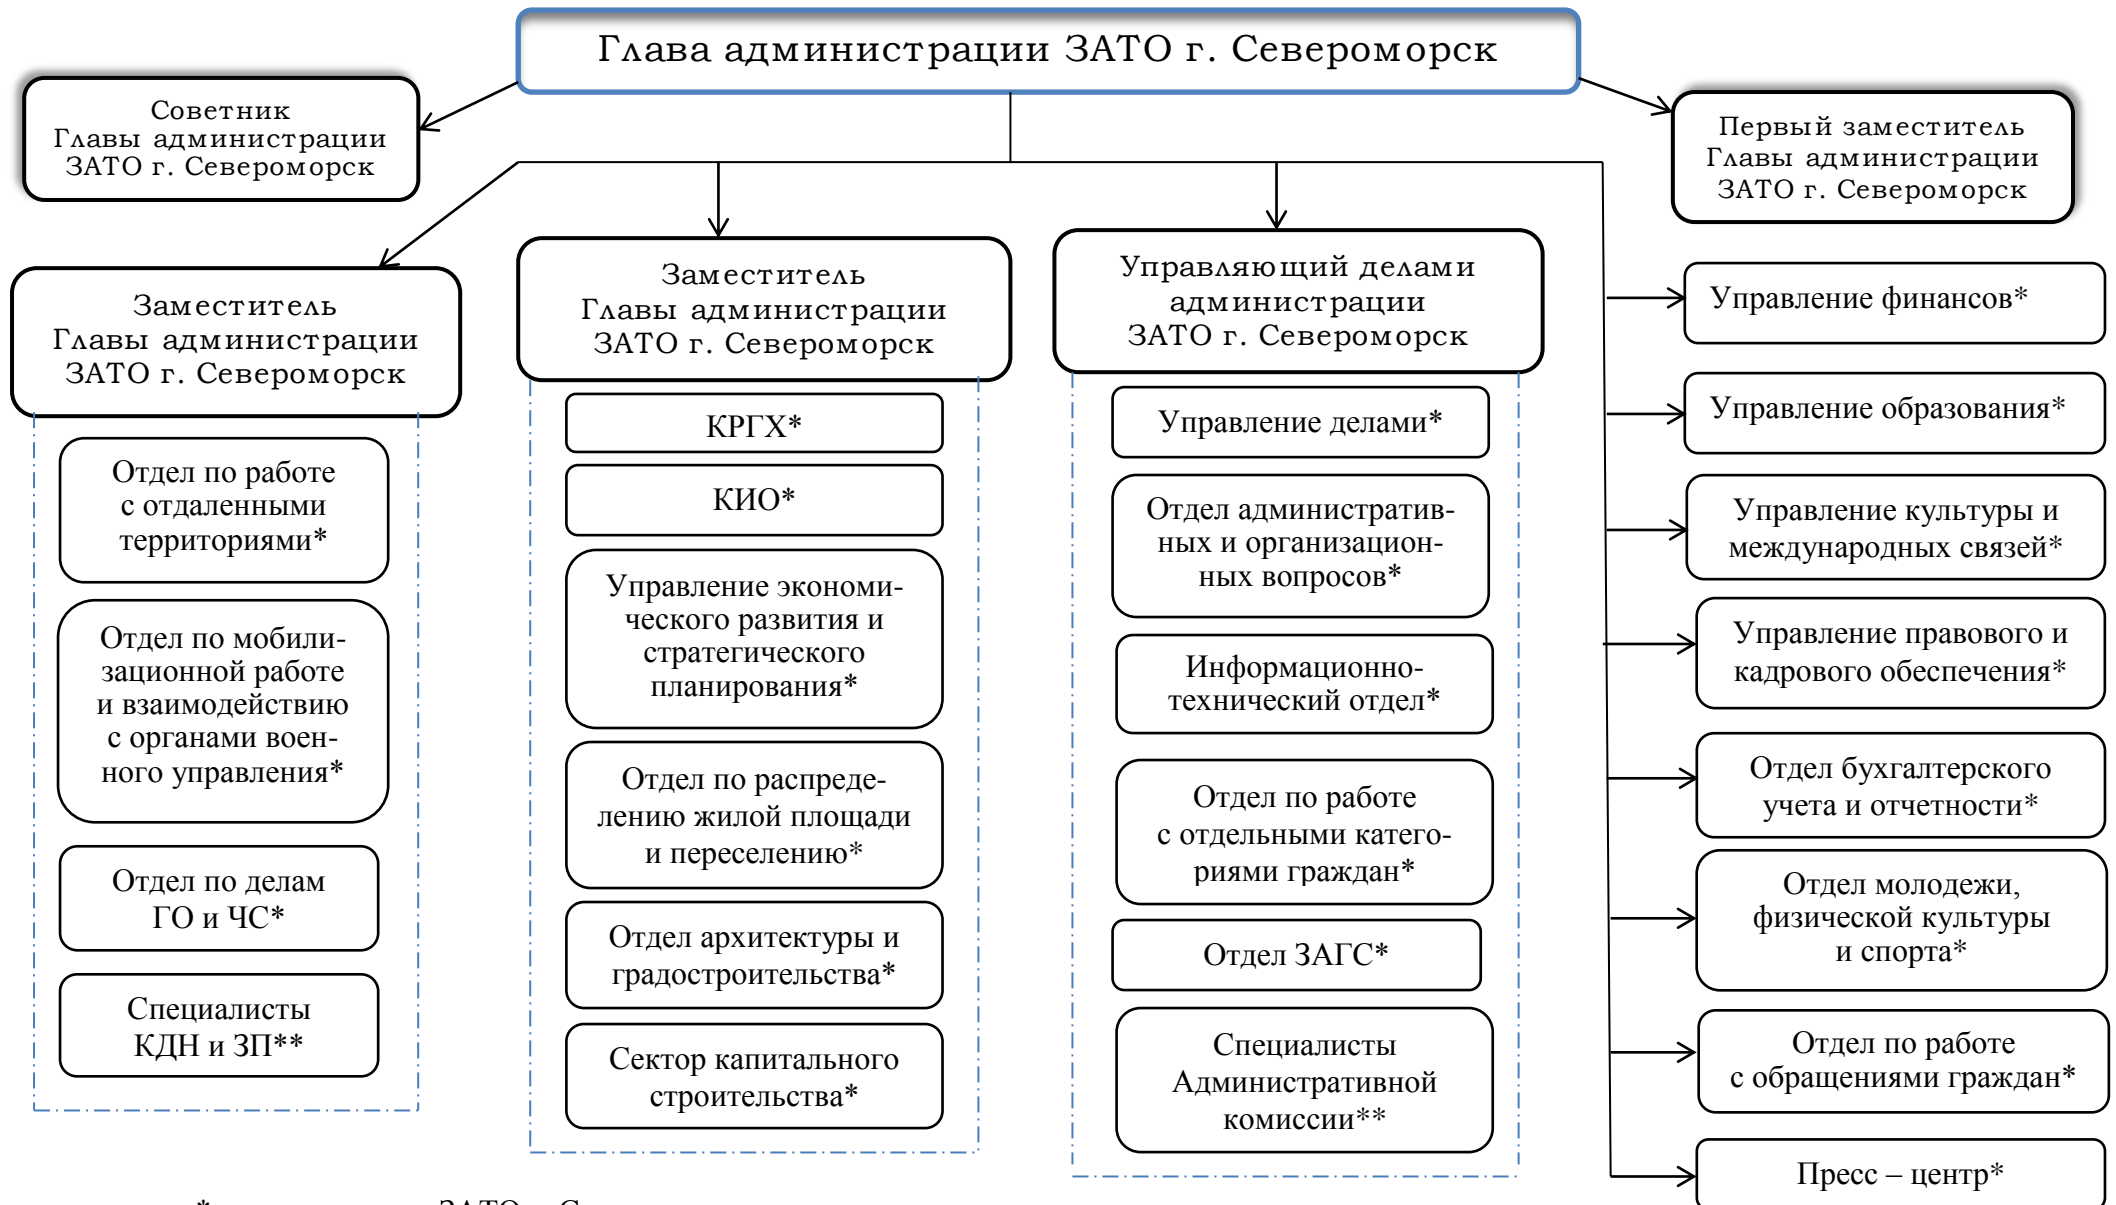 Глава администрации ЗАТО г. Североморск
Советник
Главы администрации
ЗАТО г. Североморск
Первый заместитель
Главы администрации
ЗАТО г. Североморск
Заместитель
Главы администрации
ЗАТО г. Североморск
Отдел по работе
с отдаленными
территориями*
Отдел по мобили-
зационной работе
и взаимодействию
с органами воен-
ного управления*
Отдел по делам
ГО и ЧС*
Специалисты
КДН и ЗП**
Заместитель
Главы администрации
ЗАТО г. Североморск
КРГХ*
КИО*
Управление экономи-
ческого развития и
стратегического
планирования*
Отдел по распреде-
лению жилой площади
и переселению*
Отдел архитектуры и
градостроительства*
Сектор капитального
строительства*
Управляющий делами
администрации
ЗАТО г. Североморск
Управление делами*
Отдел административ-
ных и организацион-
ных вопросов*
Информационно-
технический отдел*
Отдел по работе
с отдельными катего-
риями граждан*
Отдел ЗАГС*
Специалисты
Административной
комиссии**
Управление финансов*
Управление образования*
Управление культуры и
международных связей*
Управление правового и
кадрового обеспечения*
Отдел бухгалтерского
учета и отчетности*
Отдел молодежи,
физической культуры
и спорта*
Отдел по работе
с обращениями граждан*
Пресс – центр*